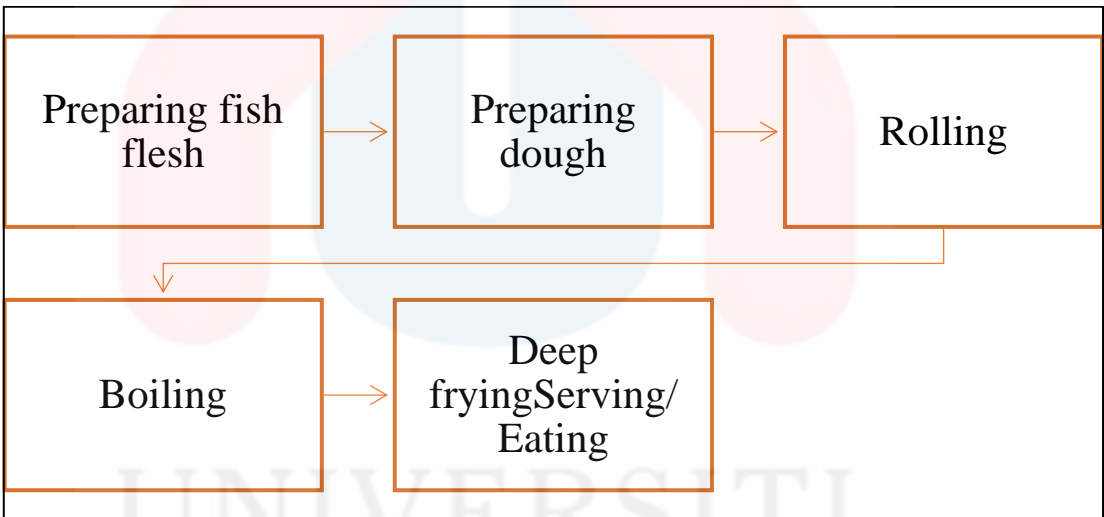 Preparing fish
flesh
Preparing
dough
Rolling
Boiling
Deep
fryingServing/
Eating
UNIVERSITI